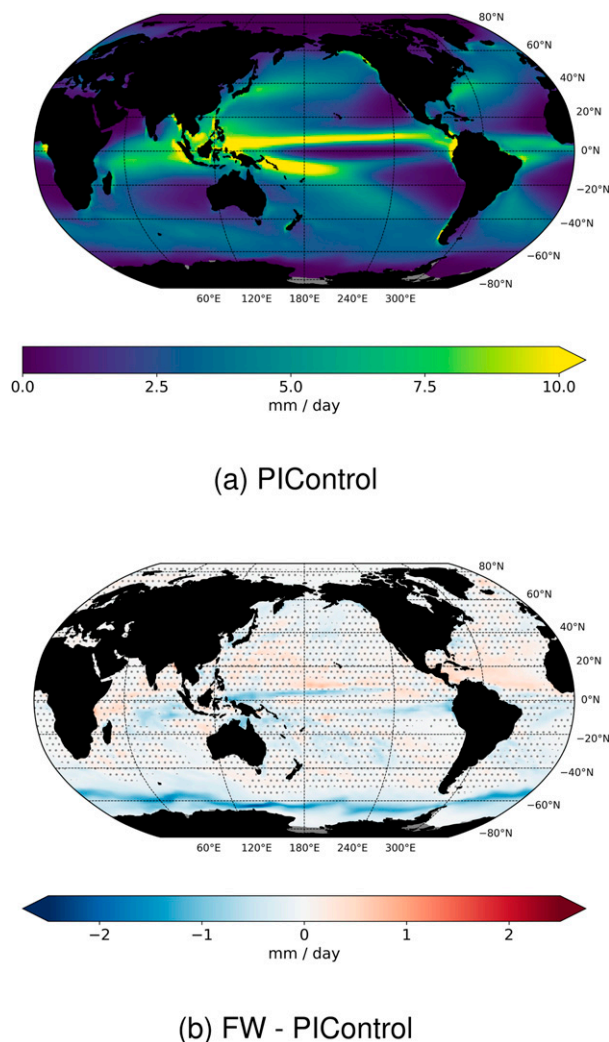 80°N
60°N
40°N
20°N
0°N
−20°N
−40°N
−60°N
−80°N
60°E 120°E 180°E 240°E 300°E
0.0 2.5 5.0 7.5 10.0
mm / day
(a) PIControl
80°N
60°N
40°N
20°N
0°N
−20°N
−40°N
−60°N
−80°N
60°E 120°E 180°E 240°E 300°E
−2 −1 0 1 2
mm / day
(b) FW - PIControl